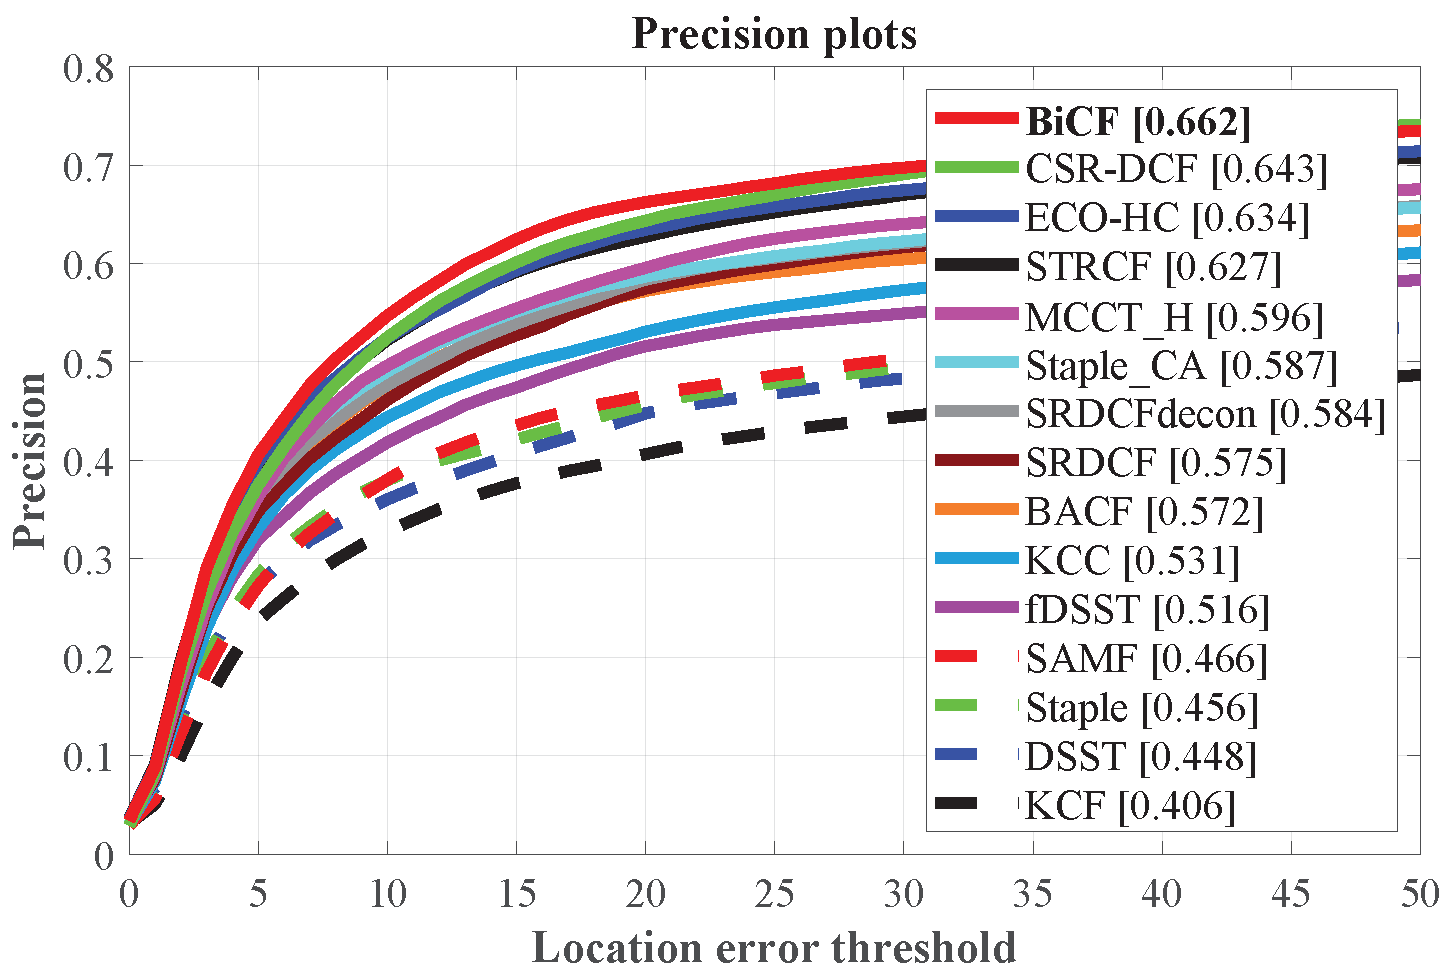 Precision plots
0.8
0.7
0.6
0.5
0.4
0.3
0.2
0.1
0
Precision
BiCF [0.662]
CSR-DCF [0.643]
ECO-HC [0.634]
STRCF [0.627]
MCCT_H [0.596]
Staple_CA [0.587]
SRDCFdecon [0.584]
SRDCF [0.575]
BACF [0.572]
KCC [0.531]
fDSST [0.516]
SAMF [0.466]
Staple [0.456]
DSST [0.448]
KCF [0.406]
0 5 10 15 20 25 30 35 40 45 50
Location error threshold